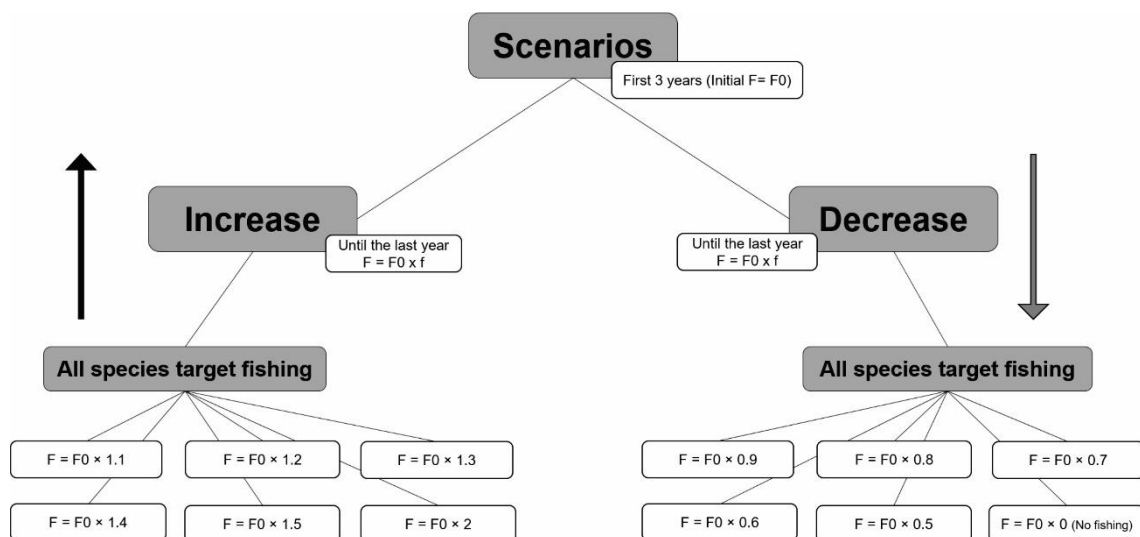 Scenarios
First 3 years (Initial F= F0)
Increase
Until the last year
F = F0 x f
Decrease
Until the last year
F = F0 x f
All species target fishing
All species target fishing
F = F0 × 1.1
F = F0 × 1.2
F = F0 × 1.3
F = F0 × 1.4
F = F0 × 1.5
F = F0 × 2
F = F0 × 0.9
F = F0 × 0.8
F = F0 × 0.7
F = F0 × 0.6
F = F0 × 0.5
F = F0 × 0 (No fishing)